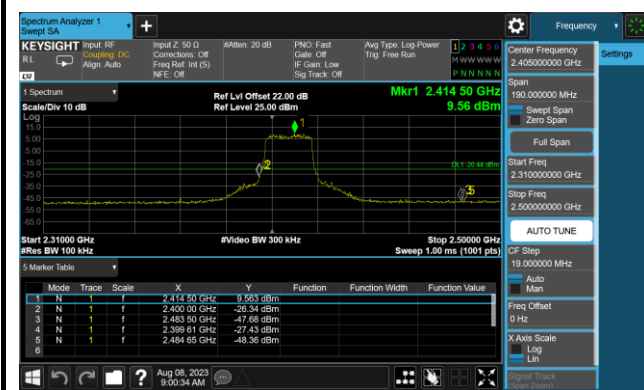 Spectrum Analyzer 1
Swept SA
+
Frequency
KEYSIGHT
Input: RF
Coupling: DC
Align: Auto
Input Z: 50 Ω
Corrections: Off
Freq Ref: Int (S)
NFE: Off
#Atten: 20 dB
PNO: Fast
Gate: Off
IF Gain: Low
Sig Track: Off
Avg Type: Log-Power
Trig: Free Run
1 2 3 4 5 6
M W W W W W
P N N N N N
RL
LXI
1 Spectrum
Scale/Div 10 dB
Ref Lvl Offset 22.00 dB
Ref Level 25.00 dBm
Mkr1 2.414 50 GHz
9.56 dBm
Log
15.0
5.00
-5.00
-15.0
-25.0
-35.0
-45.0
-55.0
-65.0
1
2
DL1 -20.44 dBm
Start 2.31000 GHz
#Res BW 100 kHz
#Video BW 300 kHz
Stop 2.50000 GHz
Sweep 1.00 ms (1001 pts)
5 Marker Table
Mode Trace Scale X Y Function Function Width Function Value
1 N 1 f 2.414 50 GHz 9.563 dBm
2 N 1 f 2.400 00 GHz -26.34 dBm
3 N 1 f 2.483 50 GHz -47.68 dBm
4 N 1 f 2.399 61 GHz -27.43 dBm
5 N 1 f 2.484 65 GHz -48.36 dBm
6
Aug 08, 2023
9:00:34 AM
Center Frequency
2.405000000 GHz
Settings
Span
190.000000 MHz
Swept Span
Zero Span
Full Span
Start Freq
2.310000000 GHz
Stop Freq
2.500000000 GHz
AUTO TUNE
CF Step
19.000000 MHz
Auto
Man
Freq Offset
0 Hz
X Axis Scale
Log
Lin
Signal Track
(Span Zoom)